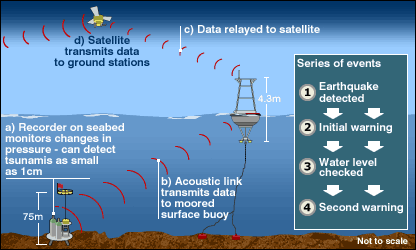 c) Data relayed to satellite
d) Satellite
transmits data
to ground stations
Series of events
1 Earthquake
detected
2 Initial warning
3 Water level
checked
4 Second warning
4.3m
a) Recorder on seabed
monitors changes in
pressure - can detect
tsunamis as small
as 1cm
b) Acoustic link
transmits data
to moored
surface buoy
75m
Not to scale